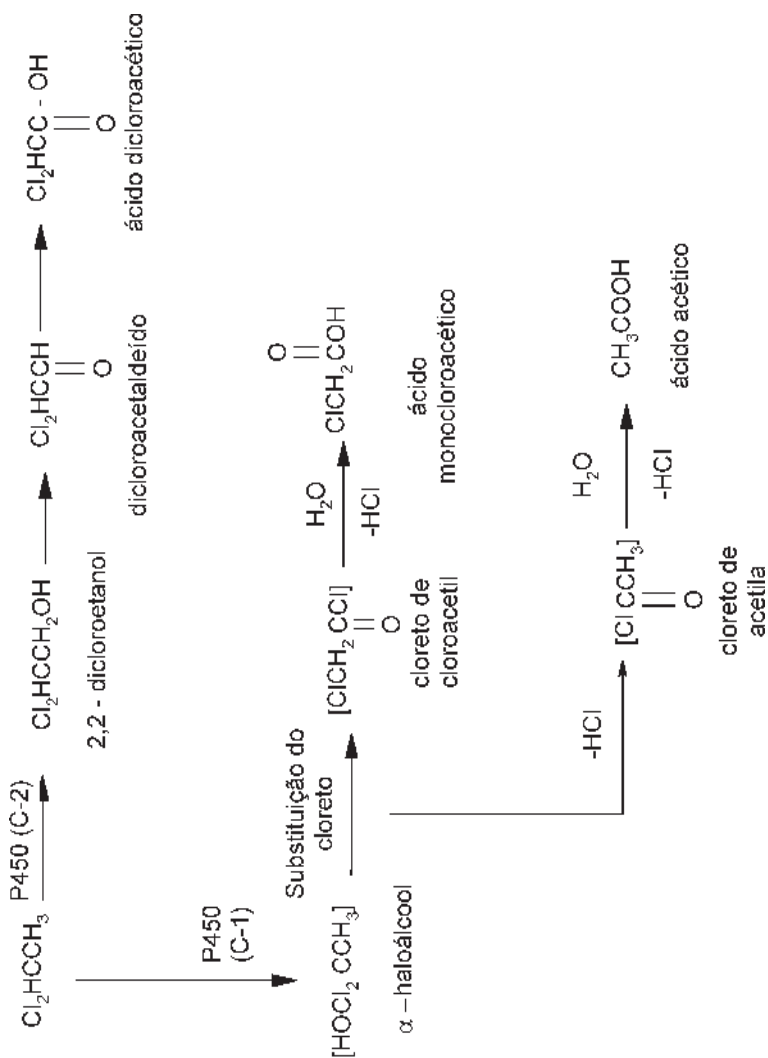 Cl₂HCCH₃
P450 (C-2)
Cl₂HCCH₂OH
2,2 - dicloroetanol
Cl₂HCCH
O
dicloroacetaldeído
Cl₂HCC - OH
O
ácido dicloroacético
P450
(C-1)
[HOCl₂ CCH₃]
α – haloálcool
Substituição do
cloreto
[ClCH₂ CCl]
O
cloreto de
cloroacetil
H₂O
-HCl
O
ClCH₂COH
ácido
monocloroacético
-HCl
[Cl CCH₃]
O
cloreto de
acetila
H₂O
-HCl
CH₃COOH
ácido acético